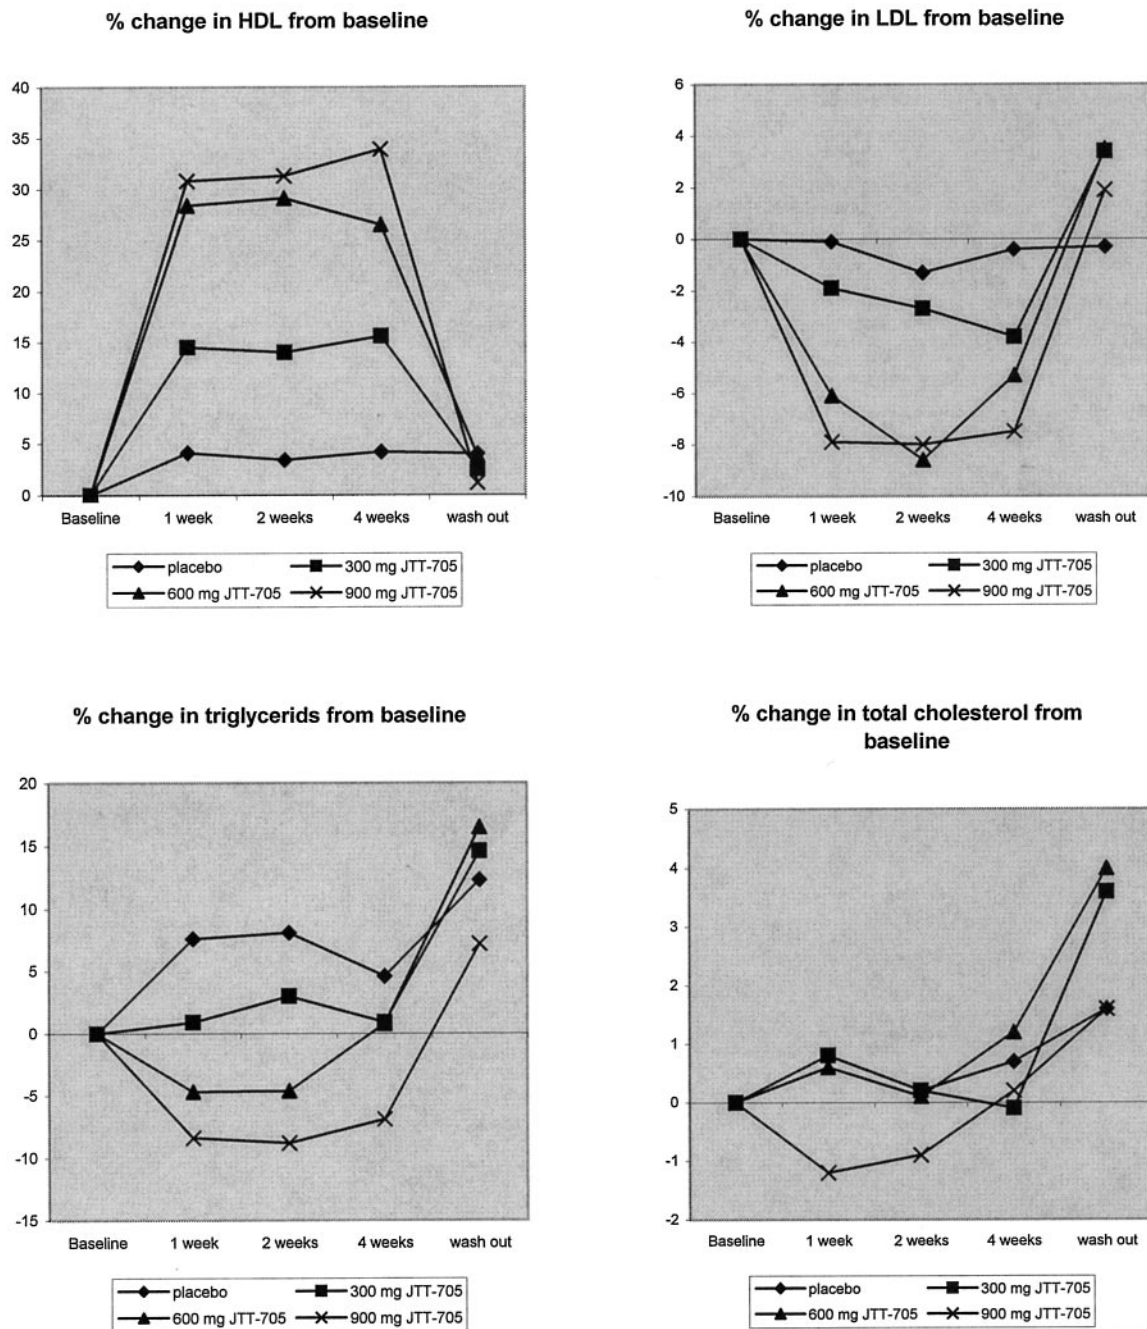 % change in HDL from baseline
40
35
30
25
20
15
10
5
0
Baseline 1 week 2 weeks 4 weeks wash out
placebo 300 mg JTT-705
600 mg JTT-705 900 mg JTT-705
% change in LDL from baseline
6
4
2
0
-2
-4
-6
-8
-10
Baseline 1 week 2 weeks 4 weeks wash out
placebo 300 mg JTT-705
600 mg JTT-705 900 mg JTT-705
% change in triglycerids from baseline
20
15
10
5
0
-5
-10
-15
Baseline 1 week 2 weeks 4 weeks wash out
placebo 300 mg JTT-705
600 mg JTT-705 900 mg JTT-705
% change in total cholesterol from
baseline
5
4
3
2
1
0
-1
-2
Baseline 1 week 2 weeks 4 weeks wash out
placebo 300 mg JTT-705
600 mg JTT-705 900 mg JTT-705